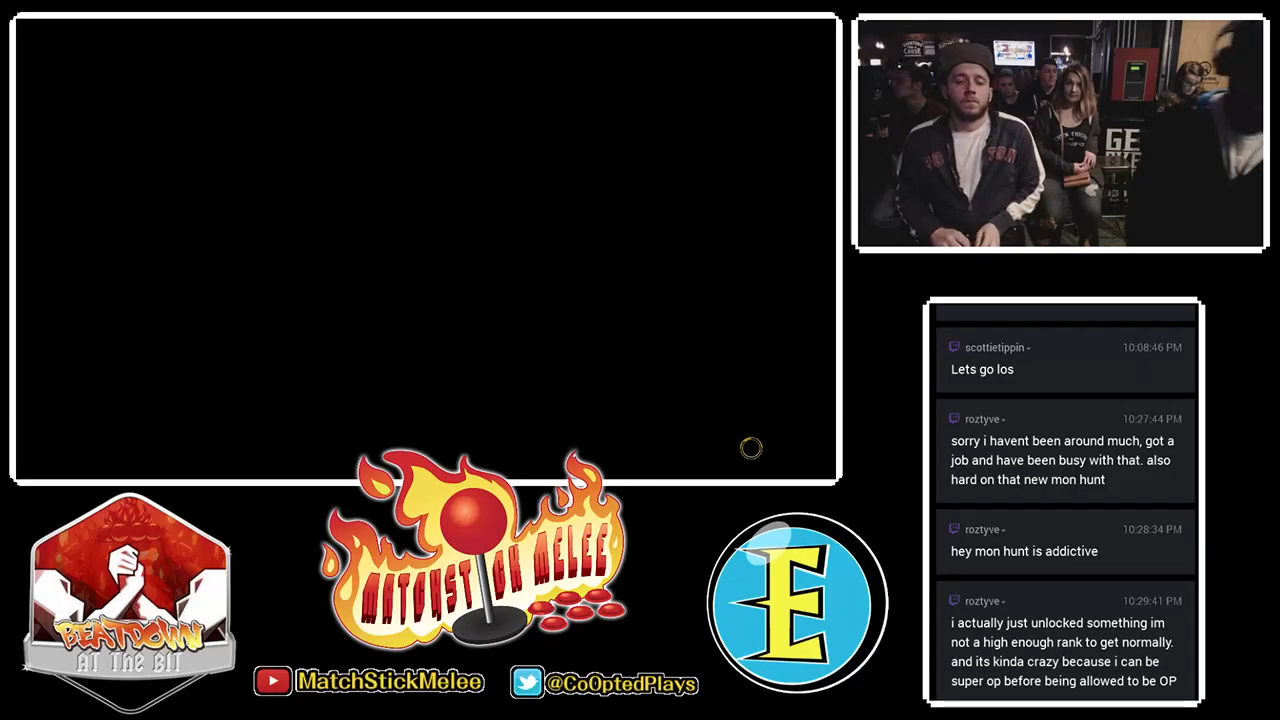 scottietippin
10:08:46 PM
Lets go los
roztyve
10:27:44 PM
sorry i havent been around much, got a
job and have been busy with that. also
hard on that new mon hunt
roztyve
10:28:34 PM
hey mon hunt is addictive
roztyve
10:29:41 PM
i actually just unlocked something im
not a high enough rank to get normally.
and its kinda crazy because i can be
super op before being allowed to be OP
BEATDOWN
AT THE BIT
MATCHSTICK MELEE
E
MatchStickMelee
@CoOptedPlays